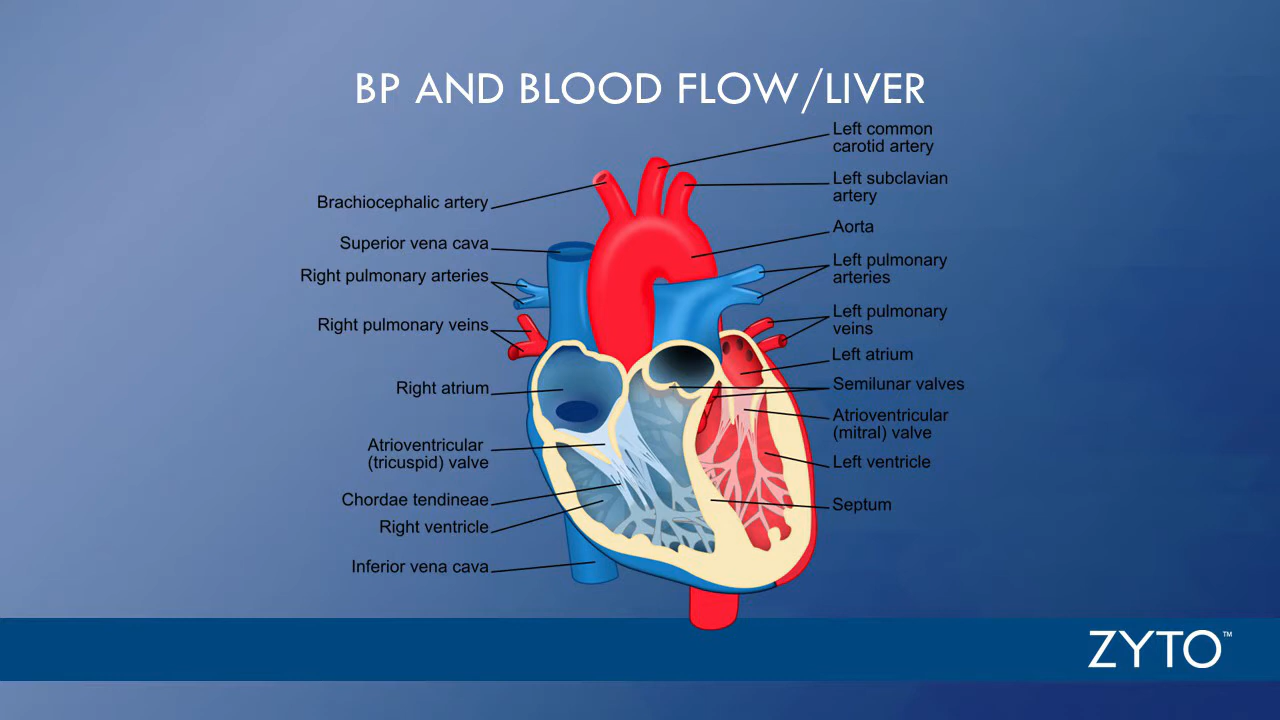 BP AND BLOOD FLOW/LIVER
Left common
carotid artery
Left subclavian
artery
Brachiocephalic artery
Aorta
Superior vena cava
Left pulmonary
arteries
Right pulmonary arteries
Left pulmonary
veins
Right pulmonary veins
Left atrium
Semilunar valves
Right atrium
Atrioventricular
(mitral) valve
Atrioventricular
(tricuspid) valve
Left ventricle
Chordae tendineae
Septum
Right ventricle
Inferior vena cava
ZYTO™